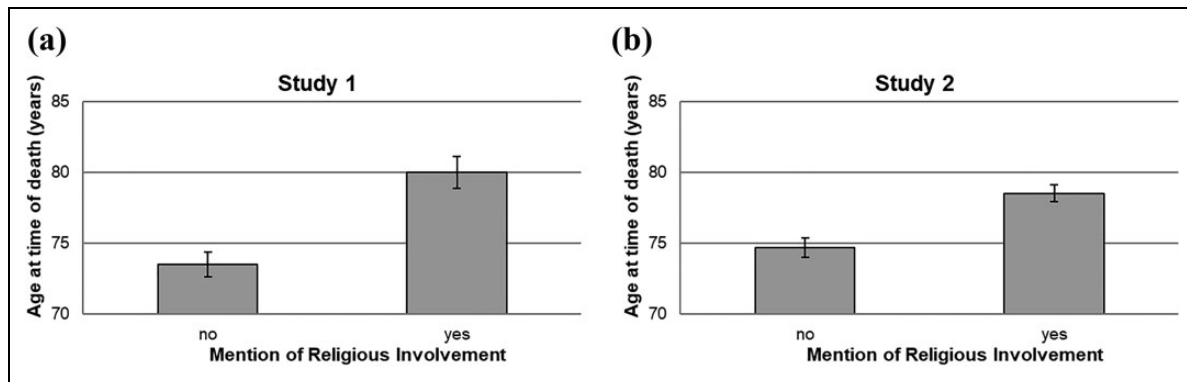 (a)
Study 1
Age at time of death (years)
85
80
75
70
no yes
Mention of Religious Involvement
(b)
Study 2
Age at time of death (years)
85
80
75
70
no yes
Mention of Religious Involvement